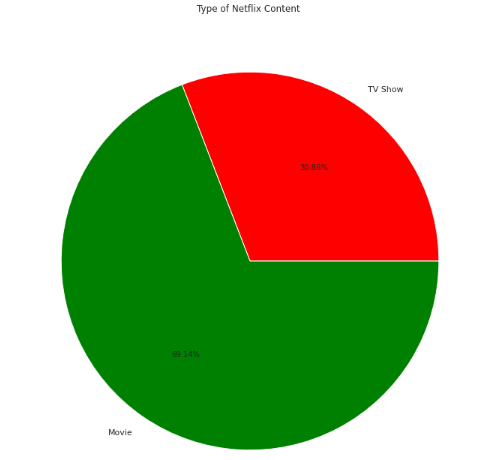 Type of Netflix Content
TV Show
30.86%
69.14%
Movie